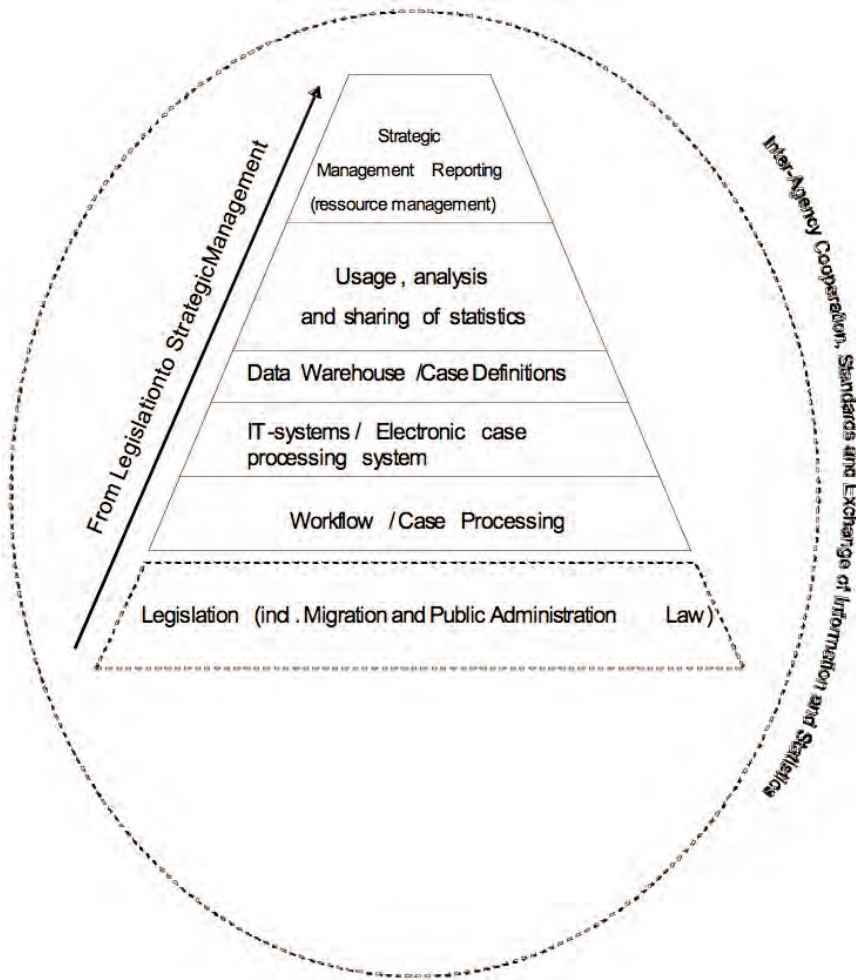 Strategic
Management Reporting
(ressource management)
Usage, analysis
and sharing of statistics
Data Warehouse /Case Definitions
IT-systems / Electronic case
processing system
Workflow / Case Processing
Legislation (incl. Migration and Public Administration Law)
From Legislationto StrategicManagement
Inter-Agency Cooperation, Standards and Exchange of Information and Statistics